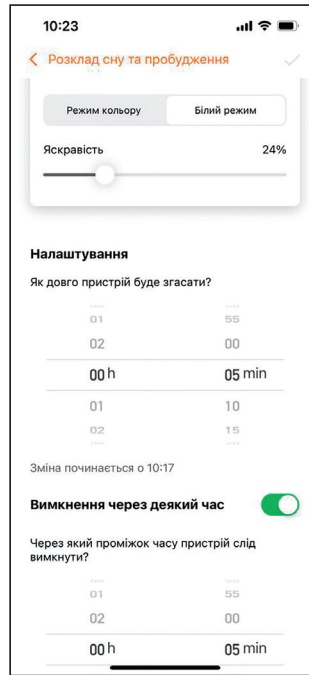 10:23
Розклад сну та пробудження
Режим кольору Білий режим
Яскравість 24%
Налаштування
Як довго пристрій буде згасати?
01 55
02 00
00 h 05 min
01 10
02 15
Зміна починається о 10:17
Вимкнення через деякий час
Через який проміжок часу пристрій слід
вимкнути?
01 55
02 00
00 h 05 min